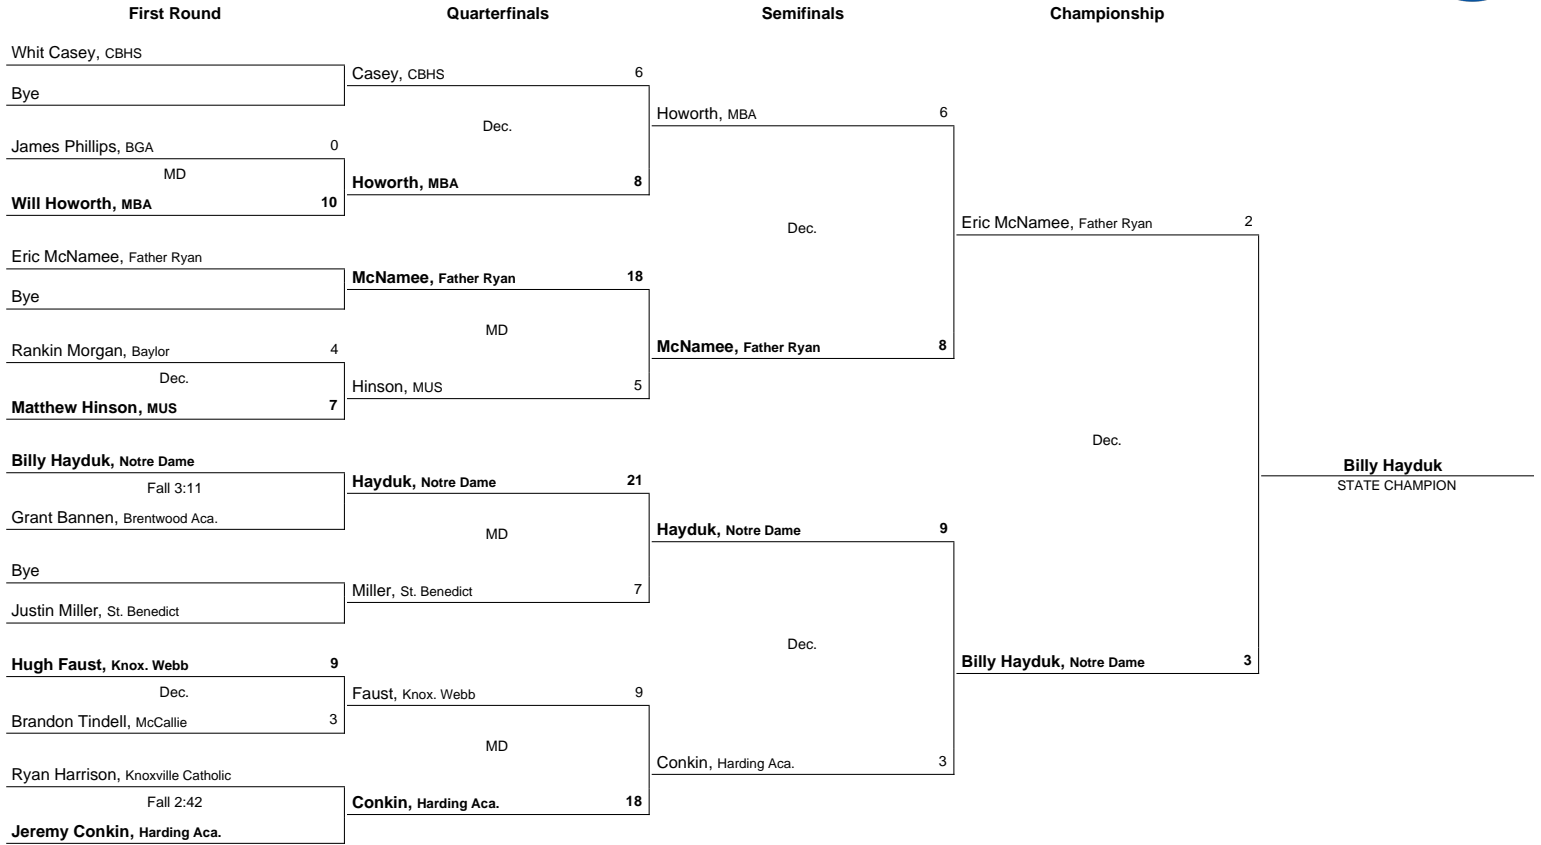 First Round Quarterfinals Semifinals Championship
Whit Casey, CBHS
Bye
James Phillips, BGA 0
MD
Will Howorth, MBA 10
Eric McNamee, Father Ryan
Bye
Rankin Morgan, Baylor 4
Dec.
Matthew Hinson, MUS 7
Billy Hayduk, Notre Dame
Fall 3:11
Grant Bannen, Brentwood Aca.
Bye
Justin Miller, St. Benedict
Hugh Faust, Knox. Webb 9
Dec.
Brandon Tindell, McCallie 3
Ryan Harrison, Knoxville Catholic
Fall 2:42
Jeremy Conkin, Harding Aca.
Casey, CBHS 6
Dec.
Howorth, MBA 8
McNamee, Father Ryan 18
MD
Hinson, MUS 5
Hayduk, Notre Dame 21
MD
Miller, St. Benedict 7
Faust, Knox. Webb 9
MD
Conkin, Harding Aca. 18
Howorth, MBA 6
Dec.
McNamee, Father Ryan 8
Hayduk, Notre Dame 9
Dec.
Conkin, Harding Aca. 3
Eric McNamee, Father Ryan 2
Dec.
Billy Hayduk, Notre Dame 3
Billy Hayduk
STATE CHAMPION